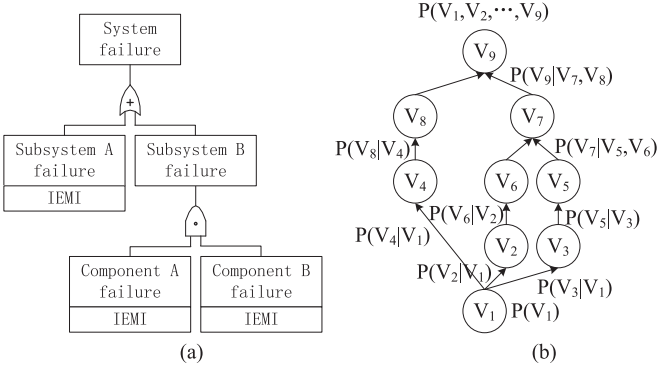 System
failure
+
Subsystem A
failure
IEMI
Subsystem B
failure
Component A
failure
IEMI
Component B
failure
IEMI
(a)
P(V₁,V₂,⋯,V₉)
V₉
P(V₉|V₇,V₈)
V₈
V₇
P(V₈|V₄)
P(V₇|V₅,V₆)
V₄
V₆
V₅
P(V₆|V₂)
P(V₅|V₃)
P(V₄|V₁)
V₂
V₃
P(V₂|V₁)
P(V₃|V₁)
V₁
P(V₁)
(b)